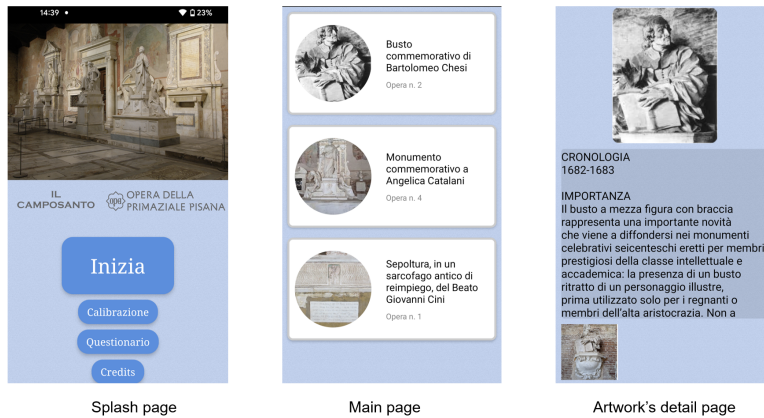 14:39
23%
IL
CAMPOSANTO
opa
OPERA DELLA
PRIMAZIALE PISANA
Inizia
Calibrazione
Questionario
Credits
Splash page
Busto
commemorativo di
Bartolomeo Chesi
Opera n. 2
Monumento
commemorativo a
Angelica Catalani
Opera n. 4
Sepoltura, in un
sarcofago antico di
reimpiego, del Beato
Giovanni Cini
Opera n. 1
Main page
CRONOLOGIA
1682-1683
IMPORTANZA
Il busto a mezza figura con braccia
rappresenta una importante novità
che viene a diffondersi nei monumenti
celebrativi seicenteschi eretti per membri
prestigiosi della classe intellettuale e
accademica: la presenza di un busto
ritratto di un personaggio illustre,
prima utilizzato solo per i regnanti o
membri dell'alta aristocrazia. Non a
Artwork's detail page